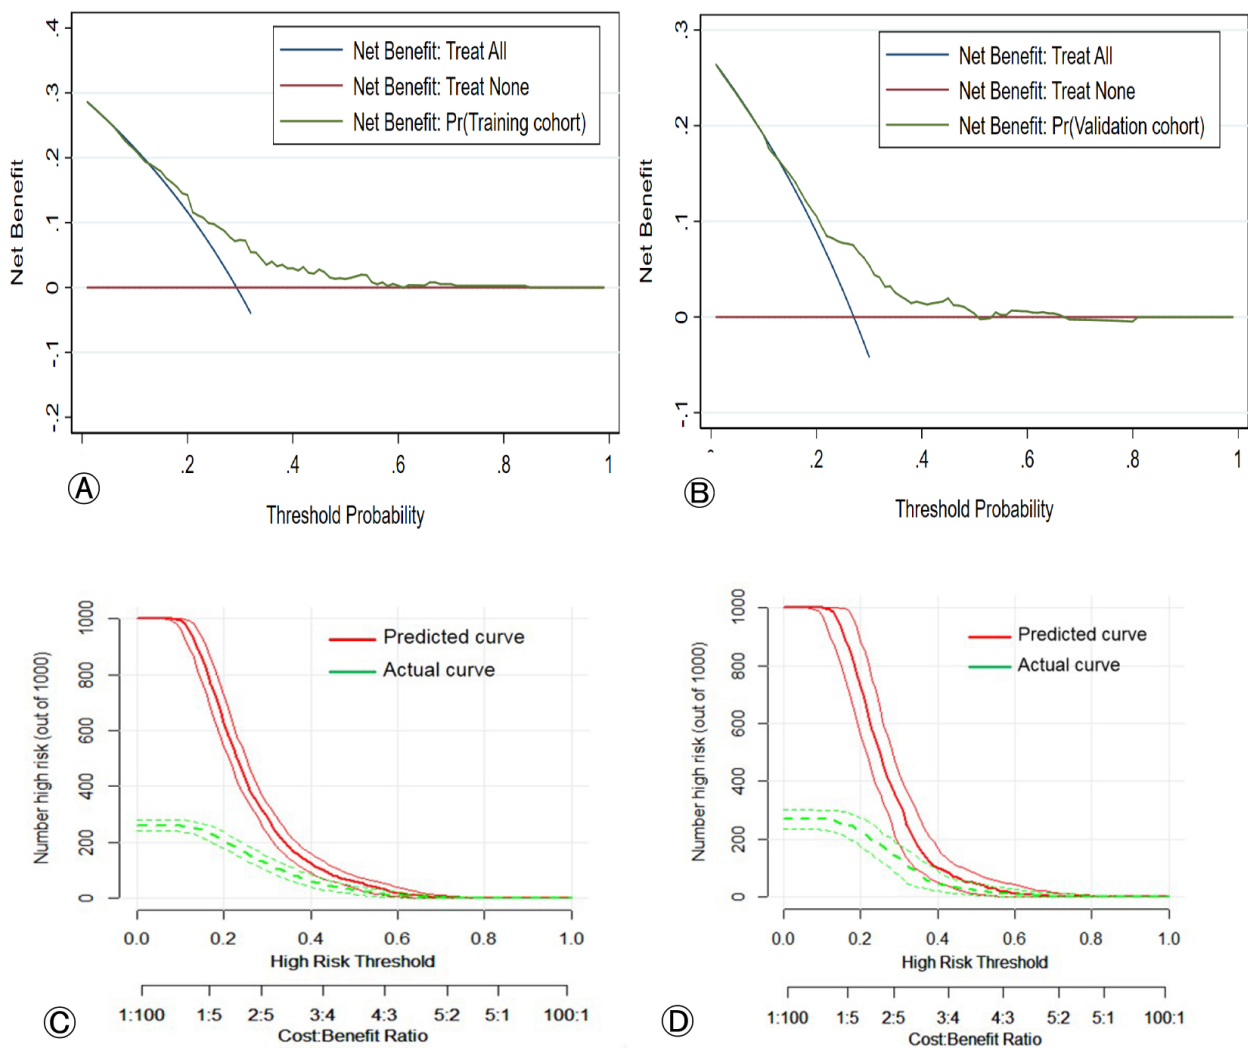 .4
.3
.2
.1
0
-.1
-.2
Net Benefit
Net Benefit: Treat All
Net Benefit: Treat None
Net Benefit: Pr(Training cohort)
.2
.4
.6
.8
1
Threshold Probability
A
.3
.2
.1
0
-.1
Net Benefit
Net Benefit: Treat All
Net Benefit: Treat None
Net Benefit: Pr(Validation cohort)
.2
.4
.6
.8
1
Threshold Probability
B
Number high risk (out of 1000)
1000
800
600
400
200
0
Predicted curve
Actual curve
0.0 0.2 0.4 0.6 0.8 1.0
High Risk Threshold
1:100 1:5 2:5 3:4 4:3 5:2 5:1 100:1
Cost:Benefit Ratio
C
Number high risk (out of 1000)
1000
800
600
400
200
0
Predicted curve
Actual curve
0.0 0.2 0.4 0.6 0.8 1.0
High Risk Threshold
1:100 1:5 2:5 3:4 4:3 5:2 5:1 100:1
Cost:Benefit Ratio
D